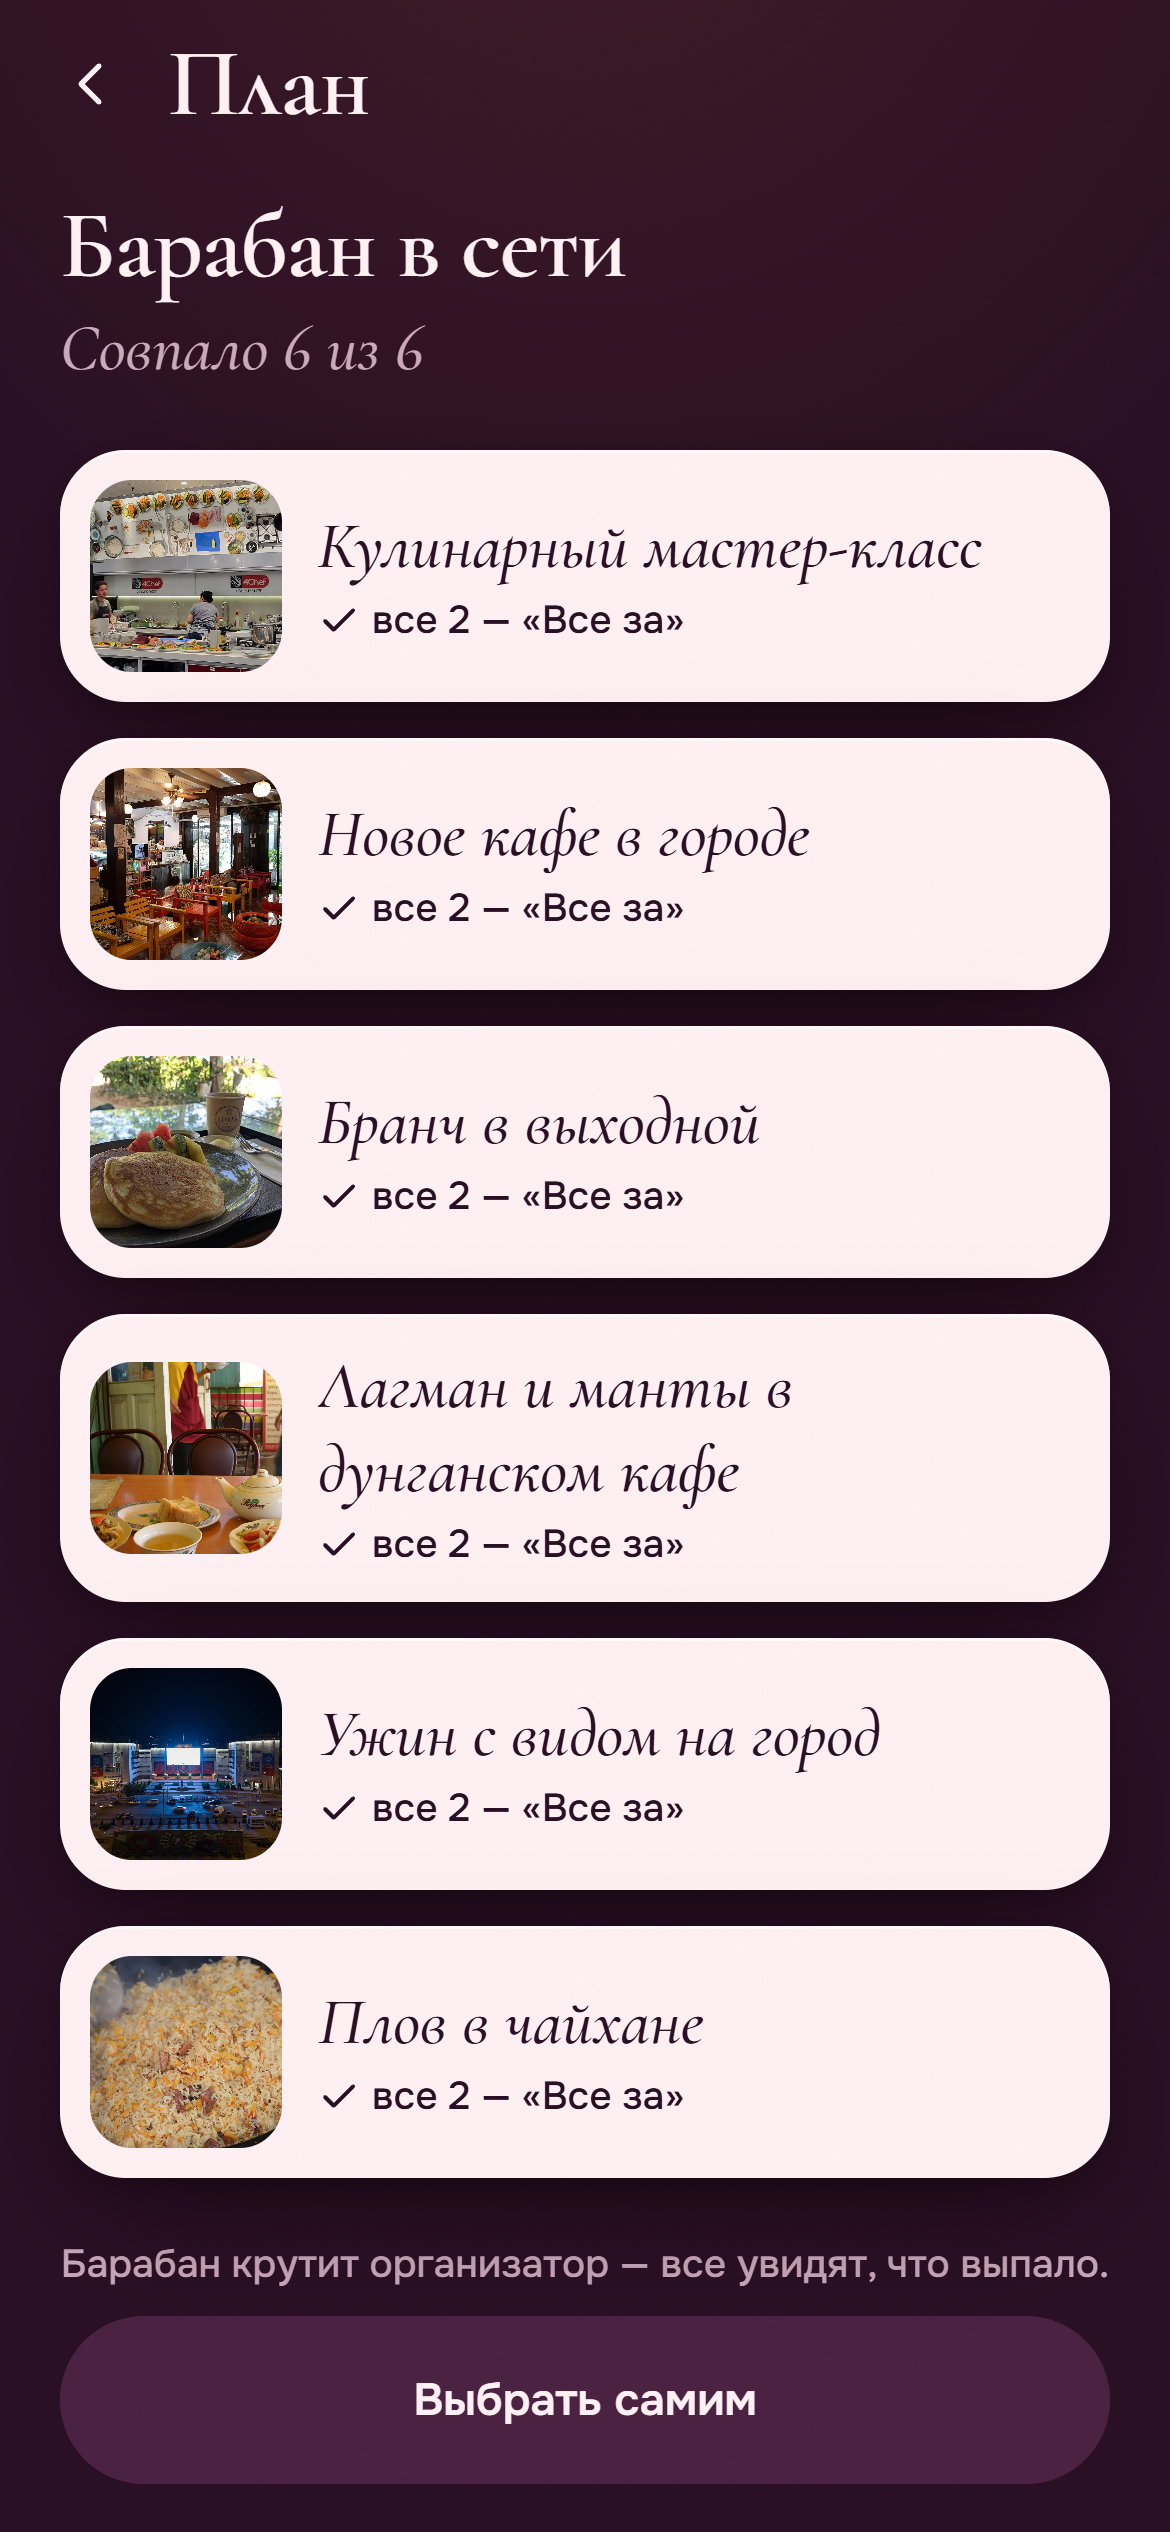 План
Барабан в сети
Совпало 6 из 6
Кулинарный мастер-класс
все 2 — «Все за»
Новое кафе в городе
все 2 — «Все за»
Бранч в выходной
все 2 — «Все за»
Лагман и манты в
дунганском кафе
все 2 — «Все за»
Ужин с видом на город
все 2 — «Все за»
Плов в чайхане
все 2 — «Все за»
Барабан крутит организатор — все увидят, что выпало.
Выбрать самим